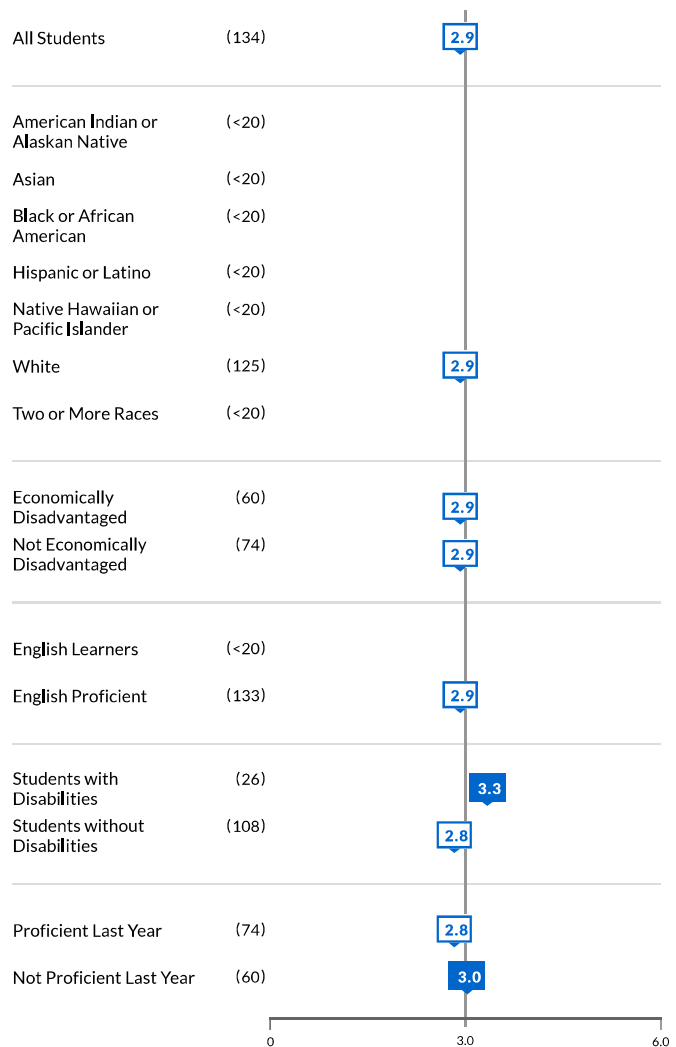 All Students (134) 2.9
American Indian or (<20)
Alaskan Native
Asian (<20)
Black or African (<20)
American
Hispanic or Latino (<20)
Native Hawaiian or (<20)
Pacific Islander
White (125) 2.9
Two or More Races (<20)
Economically (60) 2.9
Disadvantaged
Not Economically (74) 2.9
Disadvantaged
English Learners (<20)
English Proficient (133) 2.9
Students with (26) 3.3
Disabilities
Students without (108) 2.8
Disabilities
Proficient Last Year (74) 2.8
Not Proficient Last Year (60) 3.0
0 3.0 6.0